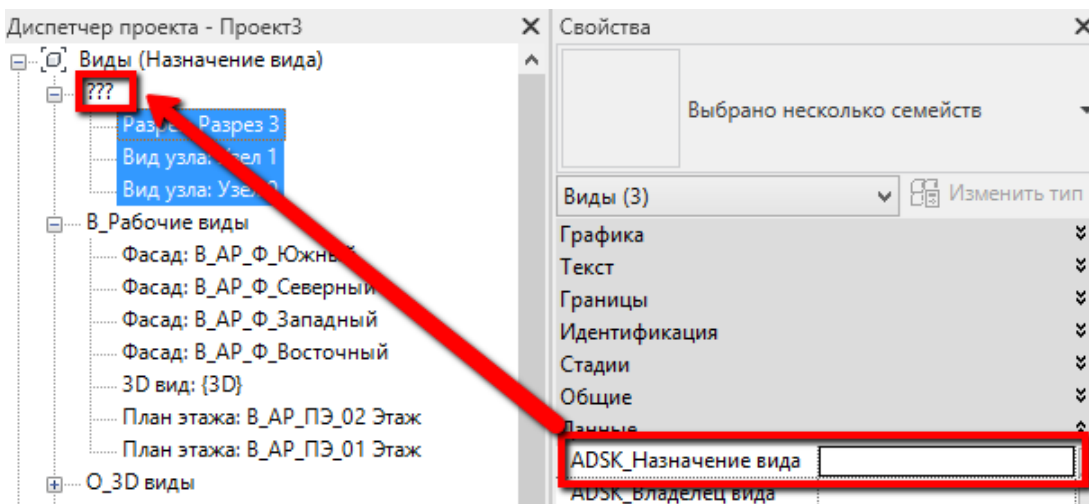 Диспетчер проекта - Проект3
Виды (Назначение вида)
???
Разрез: Разрез 3
Вид узла: Узел 1
Вид узла: Узел
В_Рабочие виды
Фасад: В_АР_Ф_Южный
Фасад: В_АР_Ф_Северный
Фасад: В_АР_Ф_Западный
Фасад: В_АР_Ф_Восточный
3D вид: {3D}
План этажа: В_АР_ПЭ_02 Этаж
План этажа: В_АР_ПЭ_01 Этаж
О_3D виды
Свойства
Выбрано несколько семейств
Виды (3)
Изменить тип
Графика
Текст
Границы
Идентификация
Стадии
Общие
Данные
ADSK_Назначение вида
ADSK_Владелец вида